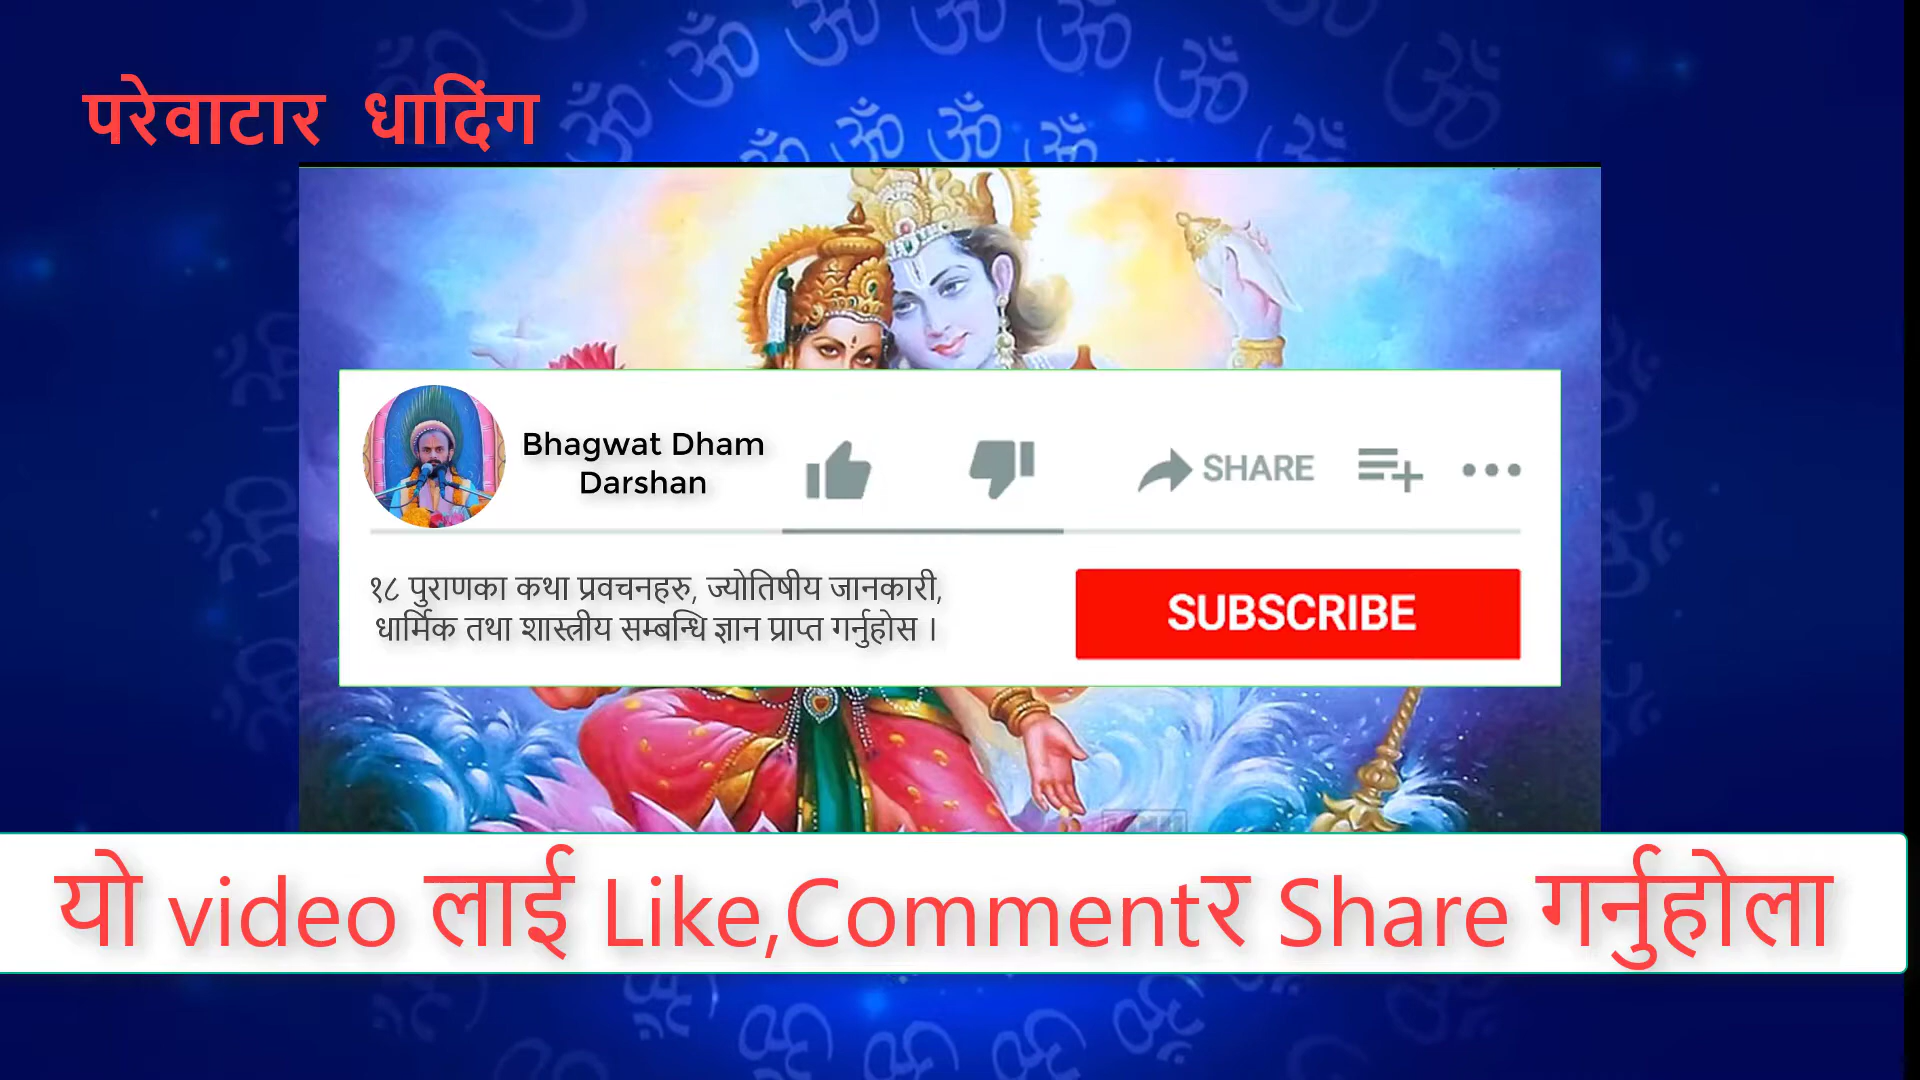 परेवाटार धादिंग
Bhagwat Dham
Darshan
SHARE
१८ पुराणका कथा प्रवचनहरु, ज्योतिषीय जानकारी,
धार्मिक तथा शास्त्रीय सम्बन्धि ज्ञान प्राप्त गर्नुहोस ।
SUBSCRIBE
यो video लाई Like,Commentर Share गर्नुहोला